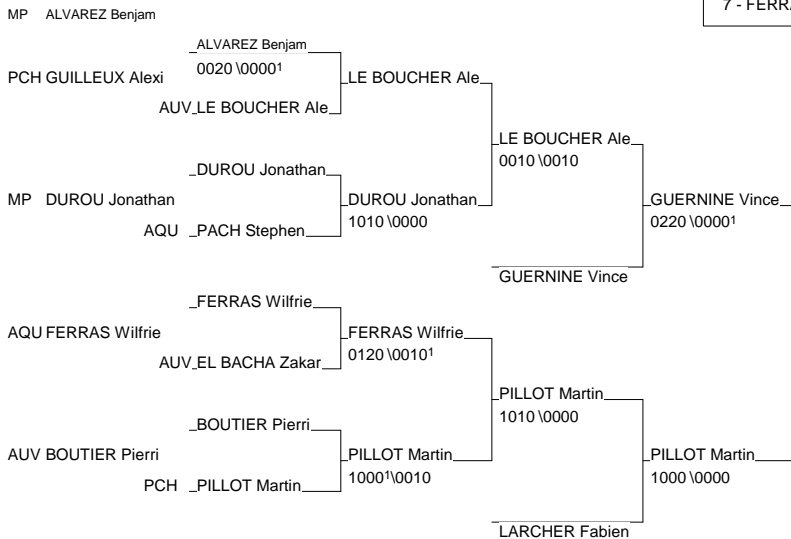 7 - FERRA
MP ALVAREZ Benjam
ALVAREZ Benjam
PCH GUILLEUX Alexi
0020 \0000¹
LE BOUCHER Ale
AUV LE BOUCHER Ale
LE BOUCHER Ale
0010 \0010
DUROU Jonathan
MP DUROU Jonathan
DUROU Jonathan
1010 \0000
GUERNINE Vince
0220 \0000¹
AQU PACH Stephen
GUERNINE Vince
FERRAS Wilfrie
AQU FERRAS Wilfrie
FERRAS Wilfrie
0120 \0010¹
AUV EL BACHA Zakar
PILLOT Martin
1010 \0000
BOUTIER Pierri
AUV BOUTIER Pierri
PILLOT Martin
1000¹\0010
PILLOT Martin
1000 \0000
PCH PILLOT Martin
LARCHER Fabien